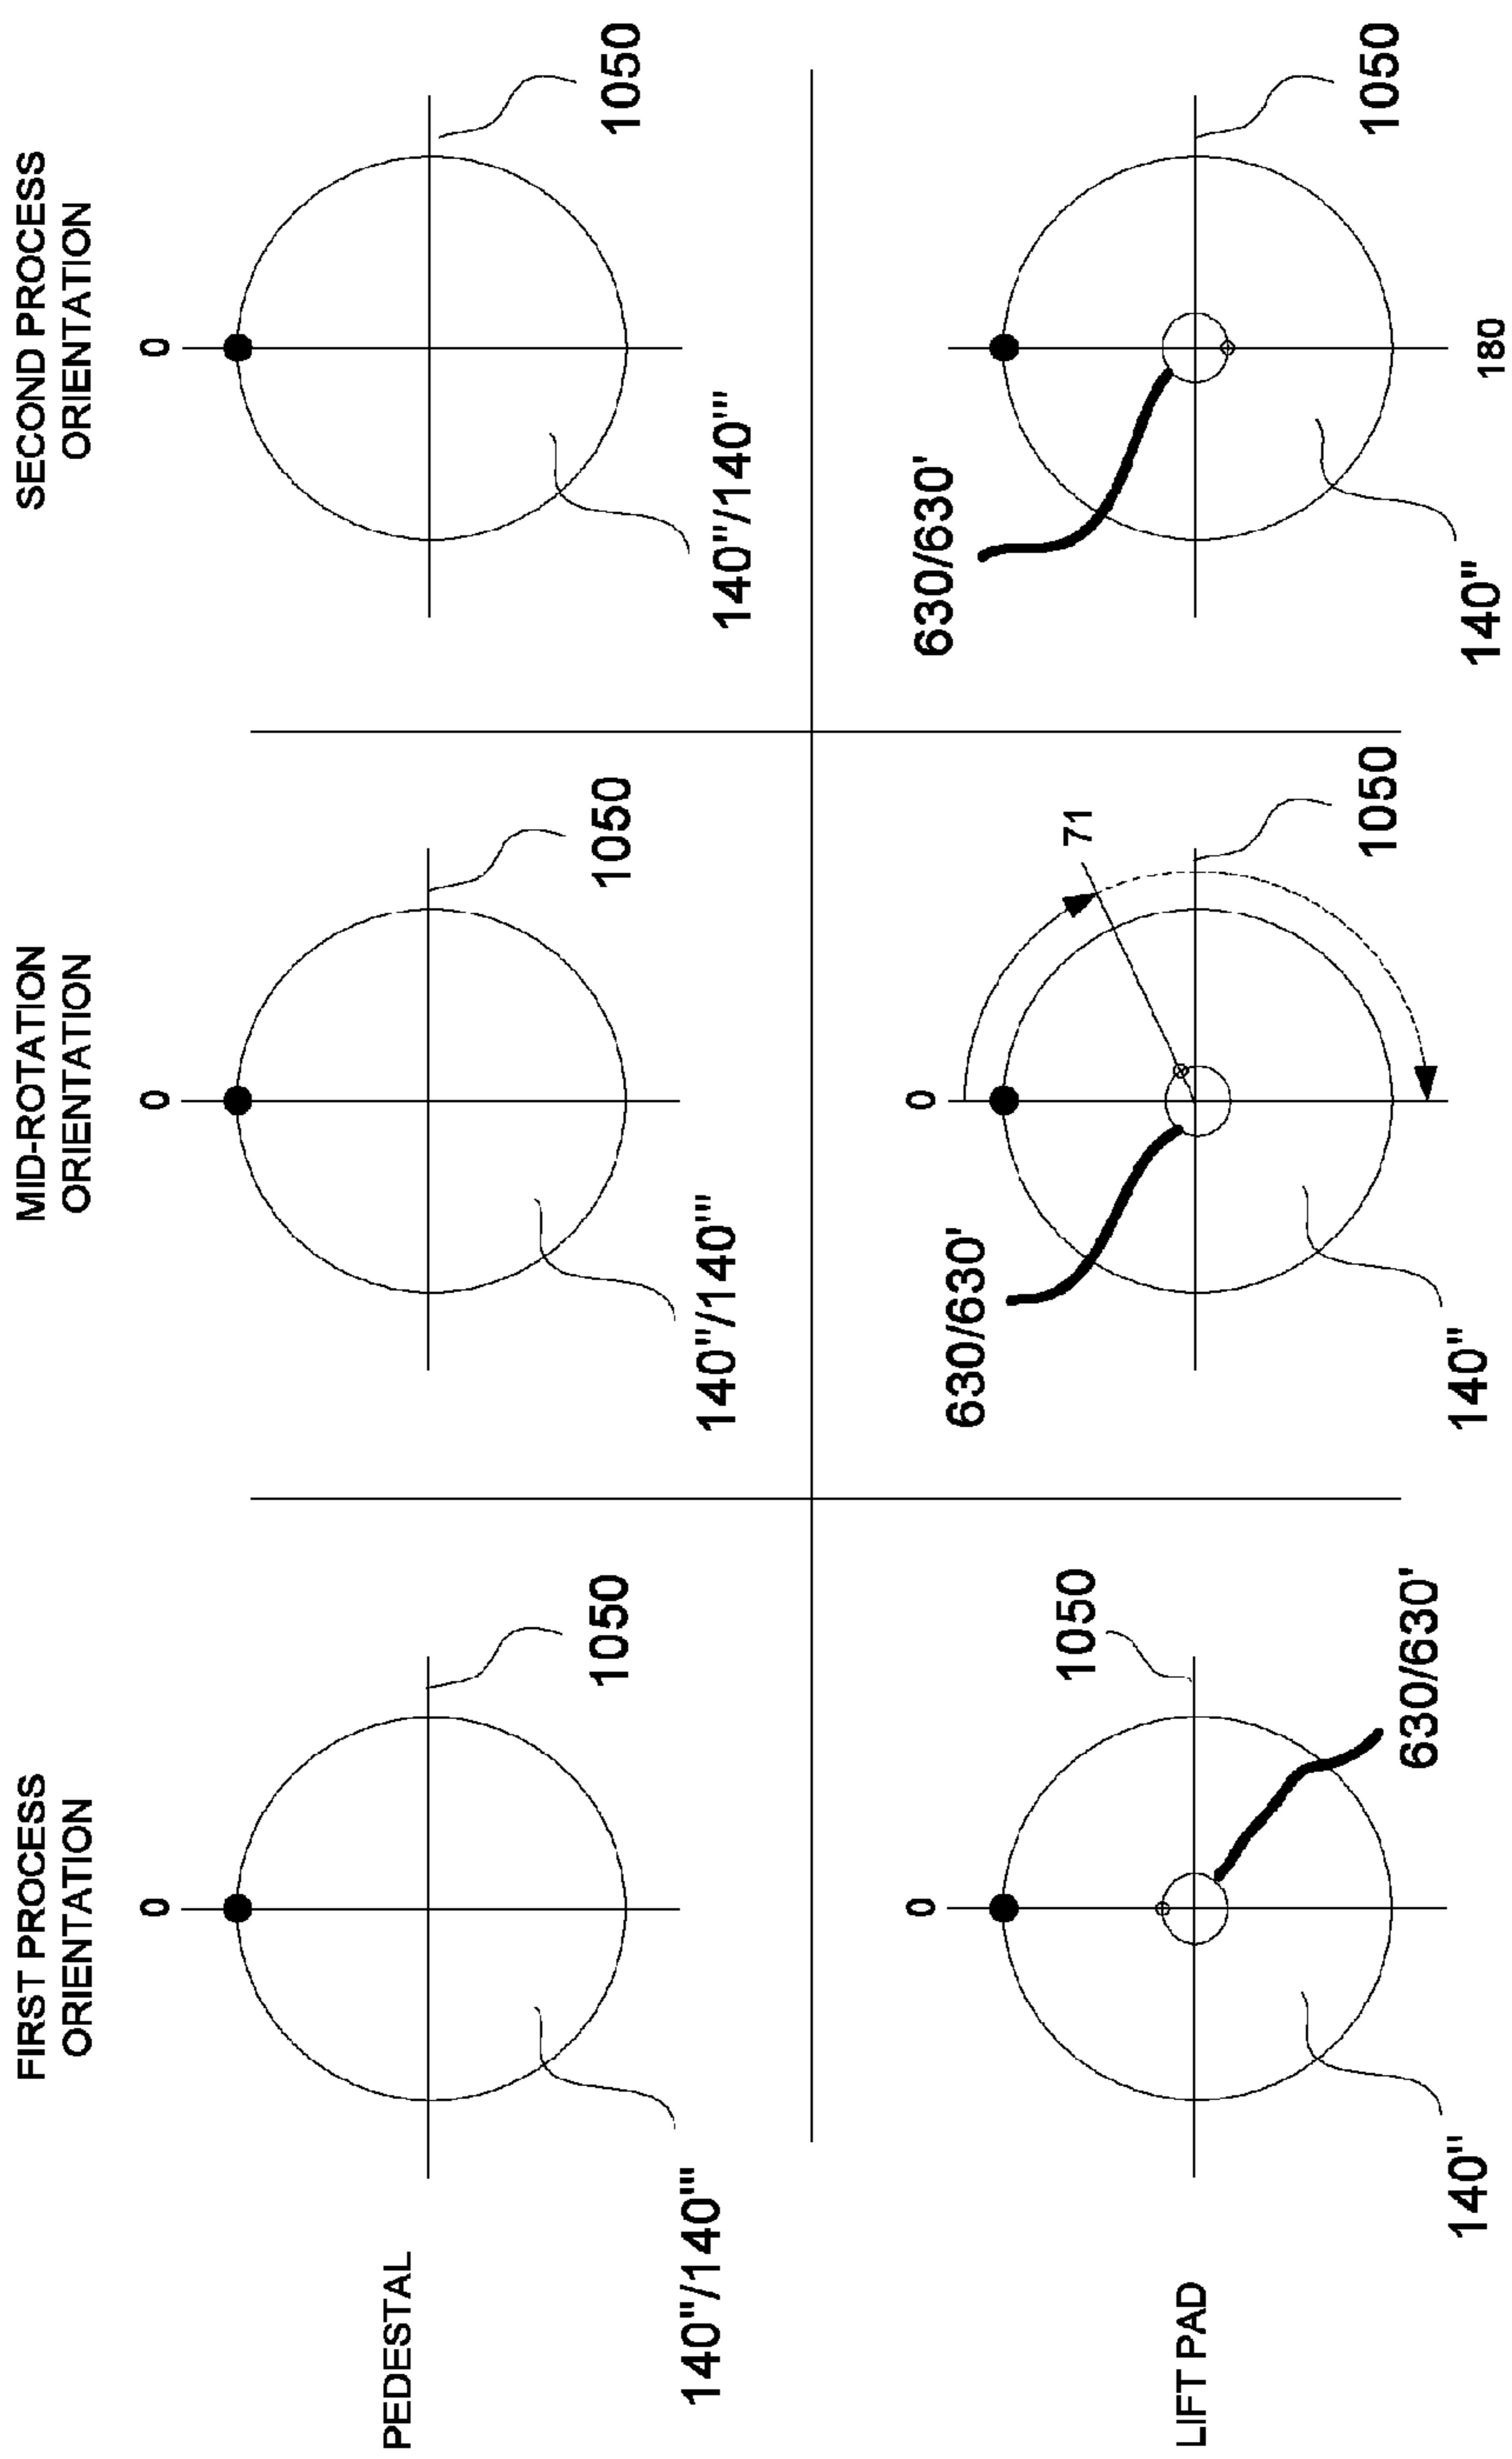 FIRST PROCESS
ORIENTATION
MID-ROTATION
ORIENTATION
SECOND PROCESS
ORIENTATION
PEDESTAL
0
1050
140"/140'"
0
1050
140"/140'"
0
1050
140"/140'"
LIFT PAD
0
1050
630/630'
140"
0
71
1050
630/630'
140"
630/630'
1050
140"
180